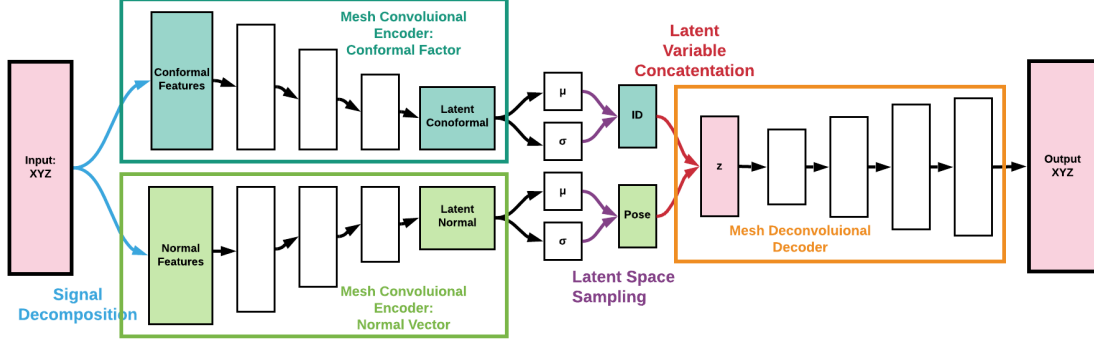 Mesh Convoluional
Encoder:
Conformal Factor
Conformal
Features
Latent
Conoformal
Input:
XYZ
Signal
Decomposition
Normal
Features
Latent
Normal
Mesh Convoluional
Encoder:
Normal Vector
μ
σ
μ
σ
ID
Pose
Latent Space
Sampling
Latent
Variable
Concatentation
z
Mesh Deconvoluional
Decoder
Output
XYZ